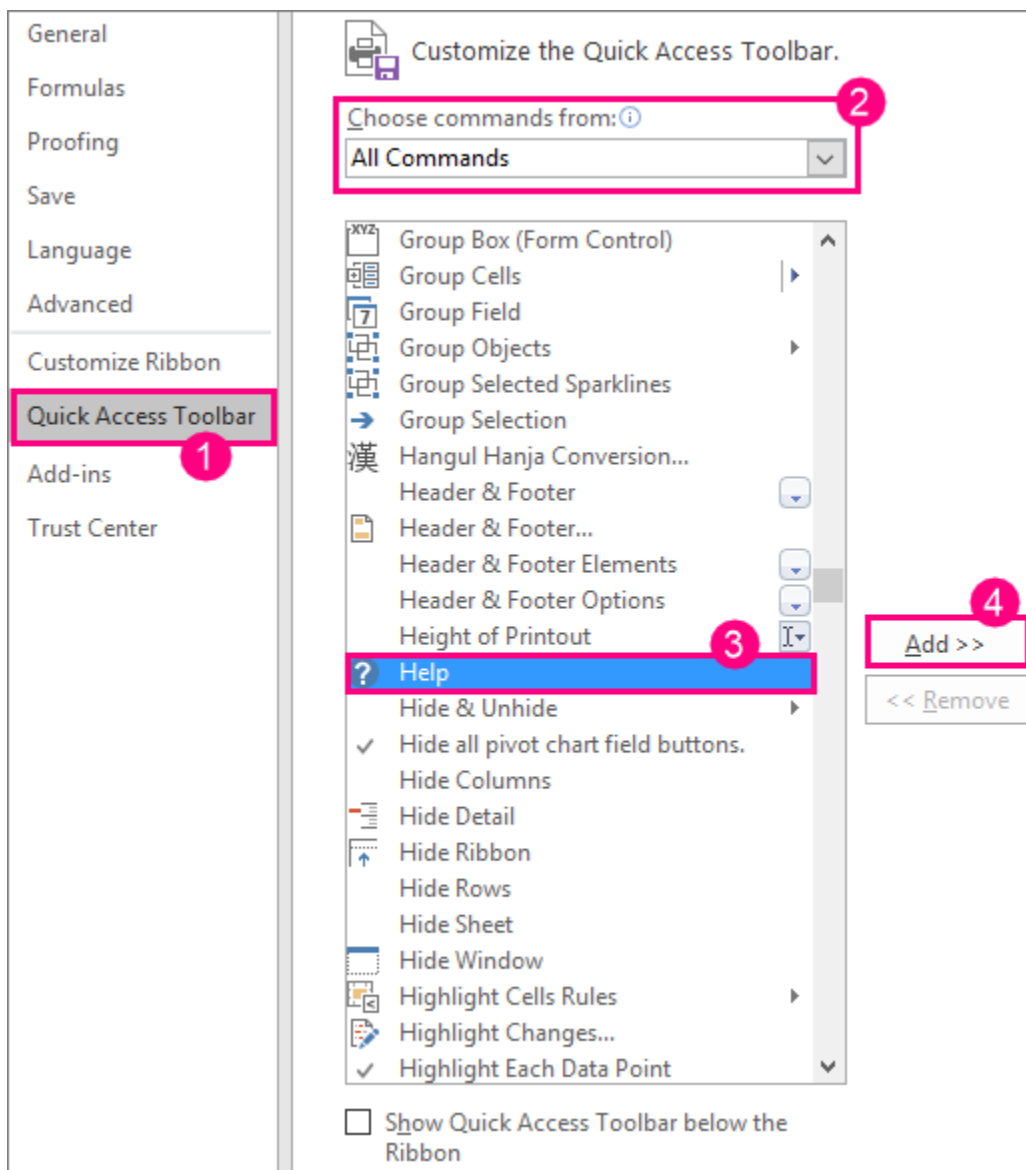 General
Formulas
Proofing
Save
Language
Advanced
Customize Ribbon
Quick Access Toolbar
1
Add-ins
Trust Center
Customize the Quick Access Toolbar.
2
Choose commands from:
All Commands
XYZ
Group Box (Form Control)
Group Cells
7
Group Field
Group Objects
Group Selected Sparklines
Group Selection
漢 Hangul Hanja Conversion...
Header & Footer
Header & Footer...
Header & Footer Elements
Header & Footer Options
Height of Printout
3
? Help
Hide & Unhide
Hide all pivot chart field buttons.
Hide Columns
Hide Detail
Hide Ribbon
Hide Rows
Hide Sheet
Hide Window
Highlight Cells Rules
Highlight Changes...
Highlight Each Data Point
4
Add >>
<< Remove
Show Quick Access Toolbar below the
Ribbon